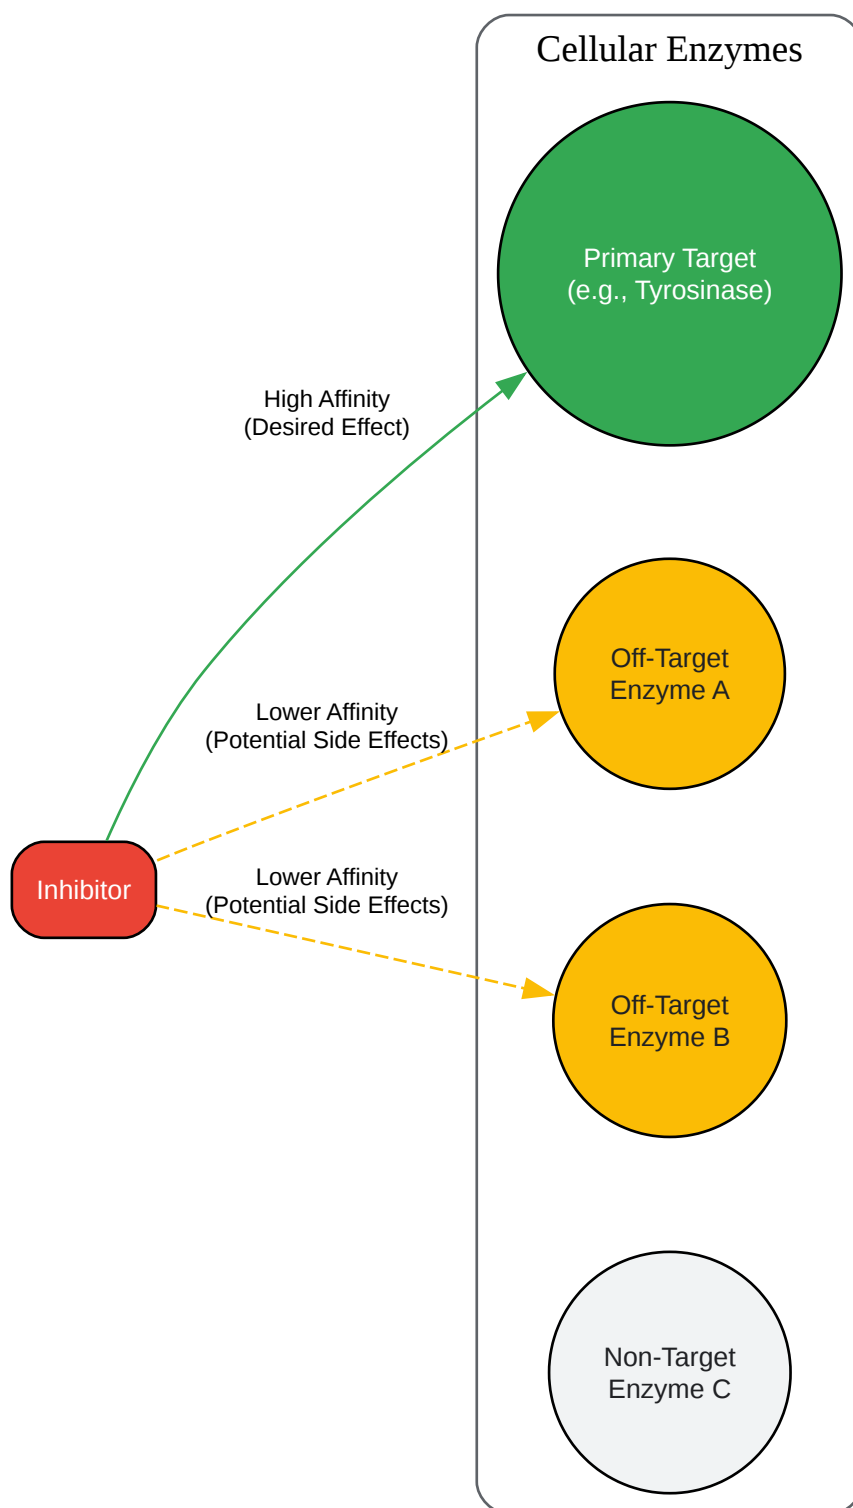 Cellular Enzymes
Primary Target
(e.g., Tyrosinase)
High Affinity
(Desired Effect)
Off-Target
Enzyme A
Lower Affinity
(Potential Side Effects)
Inhibitor
Lower Affinity
(Potential Side Effects)
Off-Target
Enzyme B
Non-Target
Enzyme C